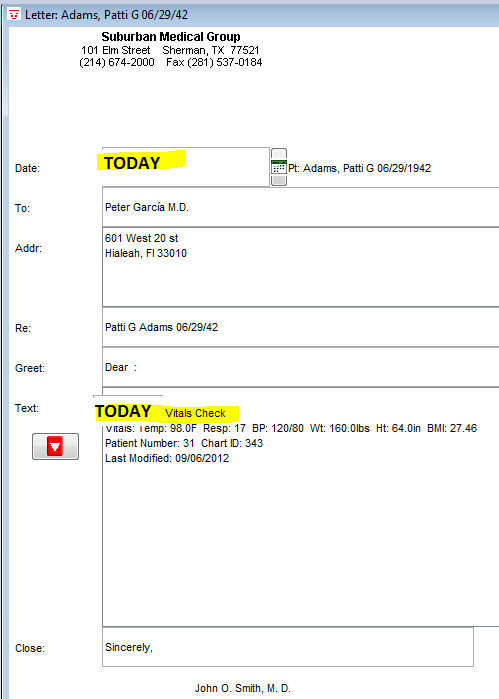 Letter: Adams, Patti G 06/29/42
Suburban Medical Group
101 Elm Street Sherman, TX 77521
(214) 674-2000 Fax (281) 537-0184
Date: TODAY Pt: Adams, Patti G 06/29/1942
To: Peter García M.D.
Addr: 601 West 20 st
Hialeah, Fl 33010
Re: Patti G Adams 06/29/42
Greet: Dear :
Text: TODAY Vitals Check
Vitals: Temp: 98.0F Resp: 17 BP: 120/80 Wt: 160.0lbs Ht: 64.0in BMI: 27.46
Patient Number: 31 Chart ID: 343
Last Modified: 09/06/2012
Close: Sincerely,
John O. Smith, M. D.